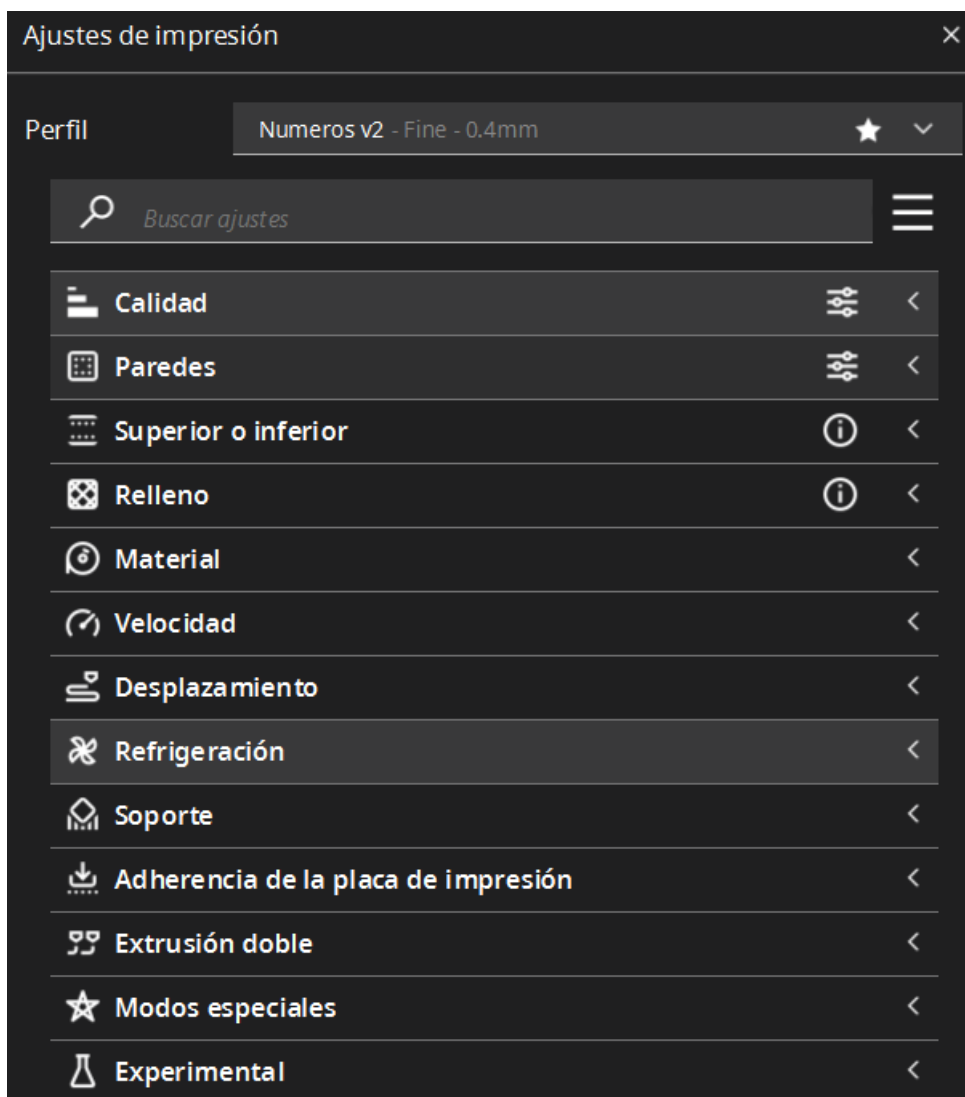 Ajustes de impresión
Perfil
Numeros v2 - Fine - 0.4mm
Buscar ajustes
Calidad
Paredes
Superior o inferior
Relleno
Material
Velocidad
Desplazamiento
Refrigeración
Soporte
Adherencia de la placa de impresión
Extrusión doble
Modos especiales
Experimental